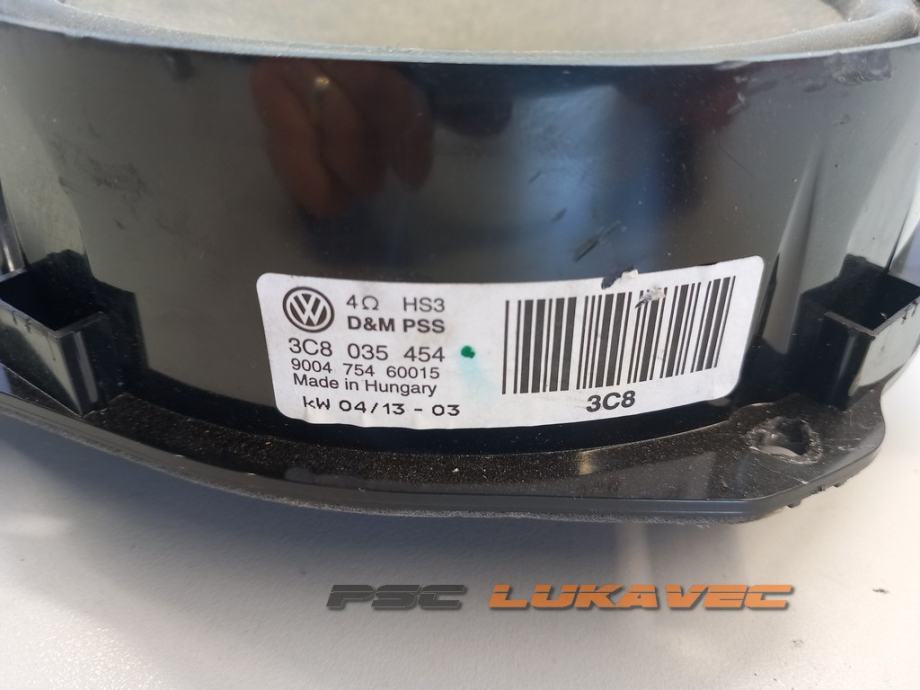 4Ω HS3
D&M PSS
3C8 035 454
9004 754 60015
Made in Hungary
kW 04/13 - 03
3C8
PSC LUKAVEC